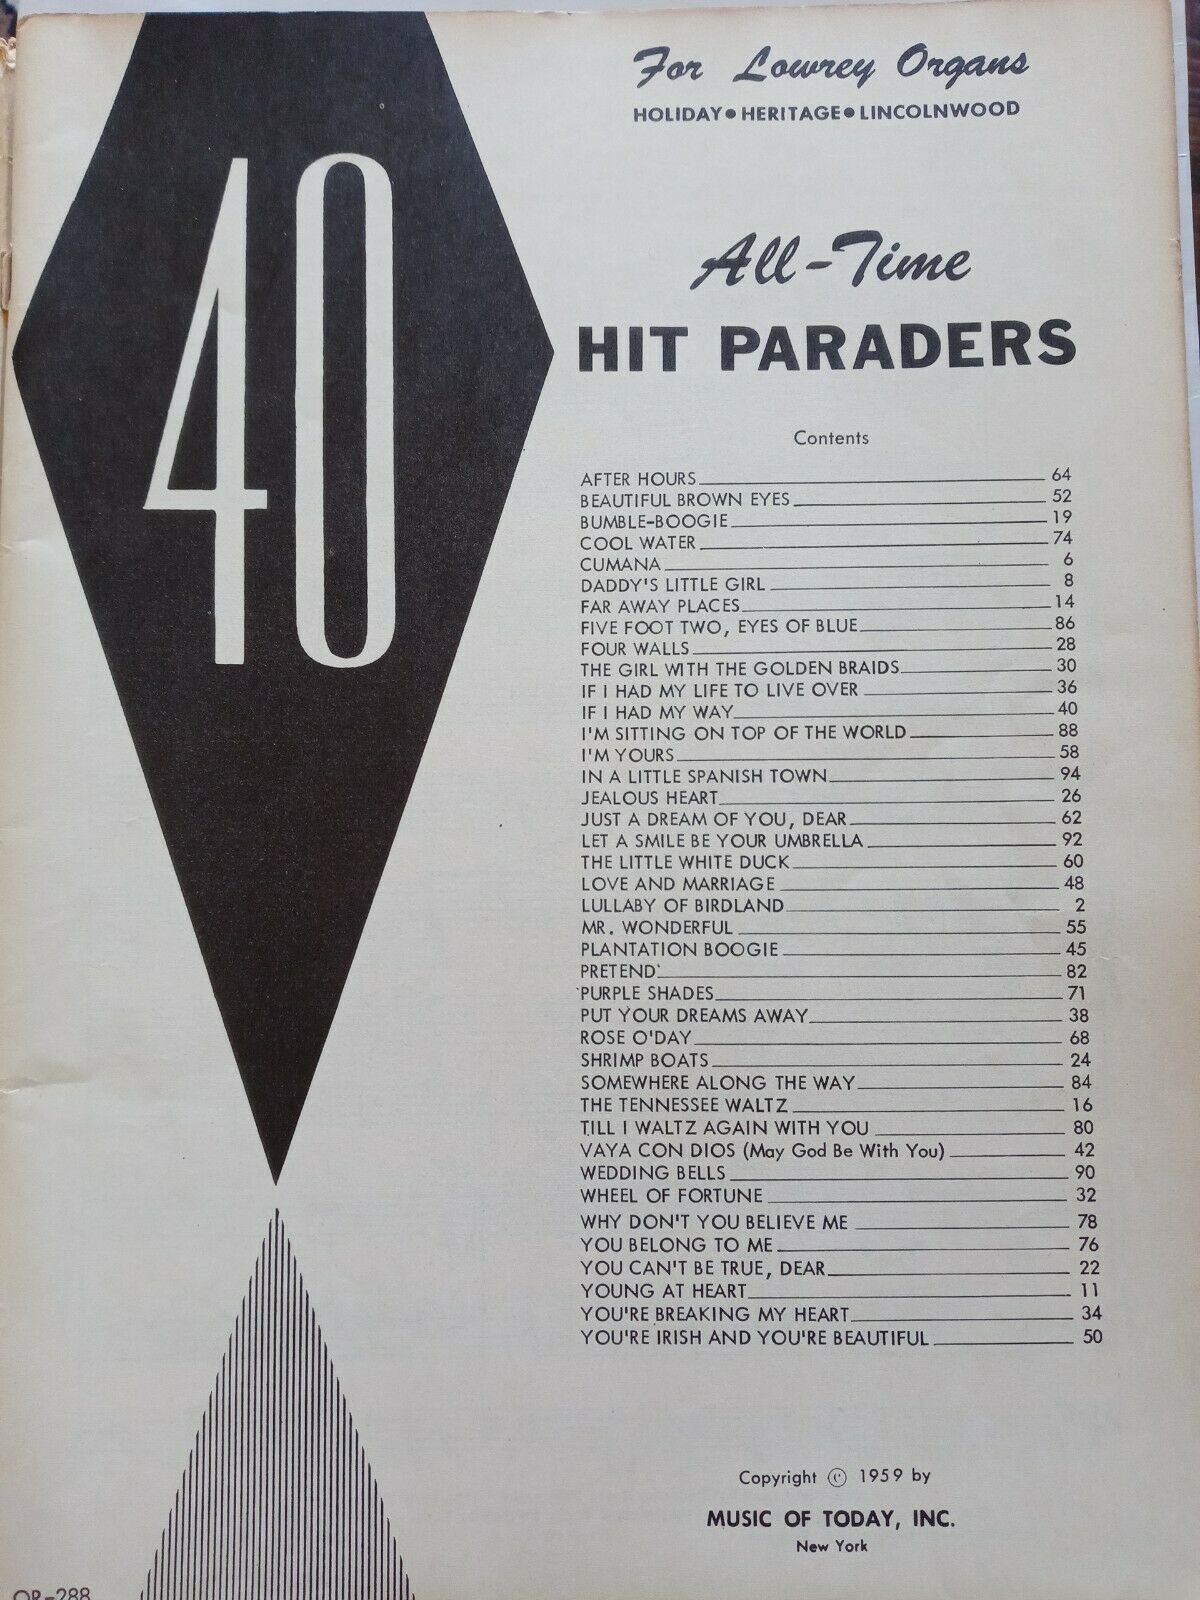 40
For Lowrey Organs
HOLIDAY • HERITAGE • LINCOLNWOOD
All-Time
HIT PARADERS
Contents
AFTER HOURS 64
BEAUTIFUL BROWN EYES 52
BUMBLE-BOOGIE 19
COOL WATER 74
CUMANA 6
DADDY'S LITTLE GIRL 8
FAR AWAY PLACES 14
FIVE FOOT TWO, EYES OF BLUE 86
FOUR WALLS 28
THE GIRL WITH THE GOLDEN BRAIDS 30
IF I HAD MY LIFE TO LIVE OVER 36
IF I HAD MY WAY 40
I'M SITTING ON TOP OF THE WORLD 88
I'M YOURS 58
IN A LITTLE SPANISH TOWN 94
JEALOUS HEART 26
JUST A DREAM OF YOU, DEAR 62
LET A SMILE BE YOUR UMBRELLA 92
THE LITTLE WHITE DUCK 60
LOVE AND MARRIAGE 48
LULLABY OF BIRDLAND 2
MR. WONDERFUL 55
PLANTATION BOOGIE 45
PRETEND 82
PURPLE SHADES 71
PUT YOUR DREAMS AWAY 38
ROSE O'DAY 68
SHRIMP BOATS 24
SOMEWHERE ALONG THE WAY 84
THE TENNESSEE WALTZ 16
TILL I WALTZ AGAIN WITH YOU 80
VAYA CON DIOS (May God Be With You) 42
WEDDING BELLS 90
WHEEL OF FORTUNE 32
WHY DON'T YOU BELIEVE ME 78
YOU BELONG TO ME 76
YOU CAN'T BE TRUE, DEAR 22
YOUNG AT HEART 11
YOU'RE BREAKING MY HEART 34
YOU'RE IRISH AND YOU'RE BEAUTIFUL 50
Copyright © 1959 by
MUSIC OF TODAY, INC.
New York
OR-288